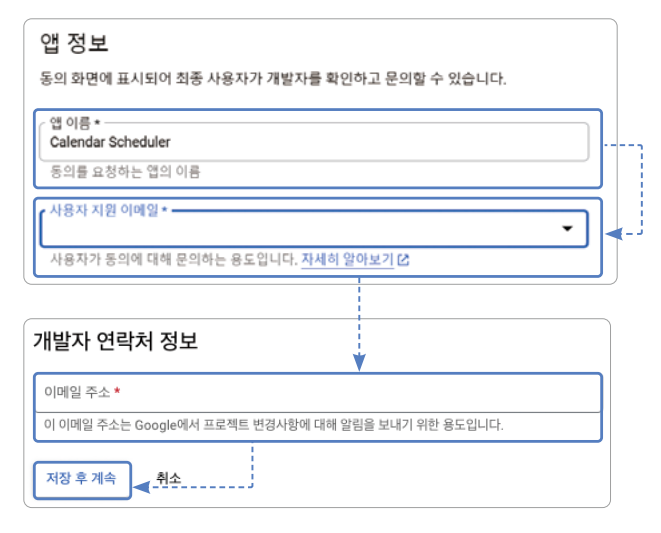 앱 정보
동의 화면에 표시되어 최종 사용자가 개발자를 확인하고 문의할 수 있습니다.
앱 이름 *
Calendar Scheduler
동의를 요청하는 앱의 이름
사용자 지원 이메일 *
사용자가 동의에 대해 문의하는 용도입니다. 자세히 알아보기
개발자 연락처 정보
이메일 주소 *
이 이메일 주소는 Google에서 프로젝트 변경사항에 대해 알림을 보내기 위한 용도입니다.
저장 후 계속 취소